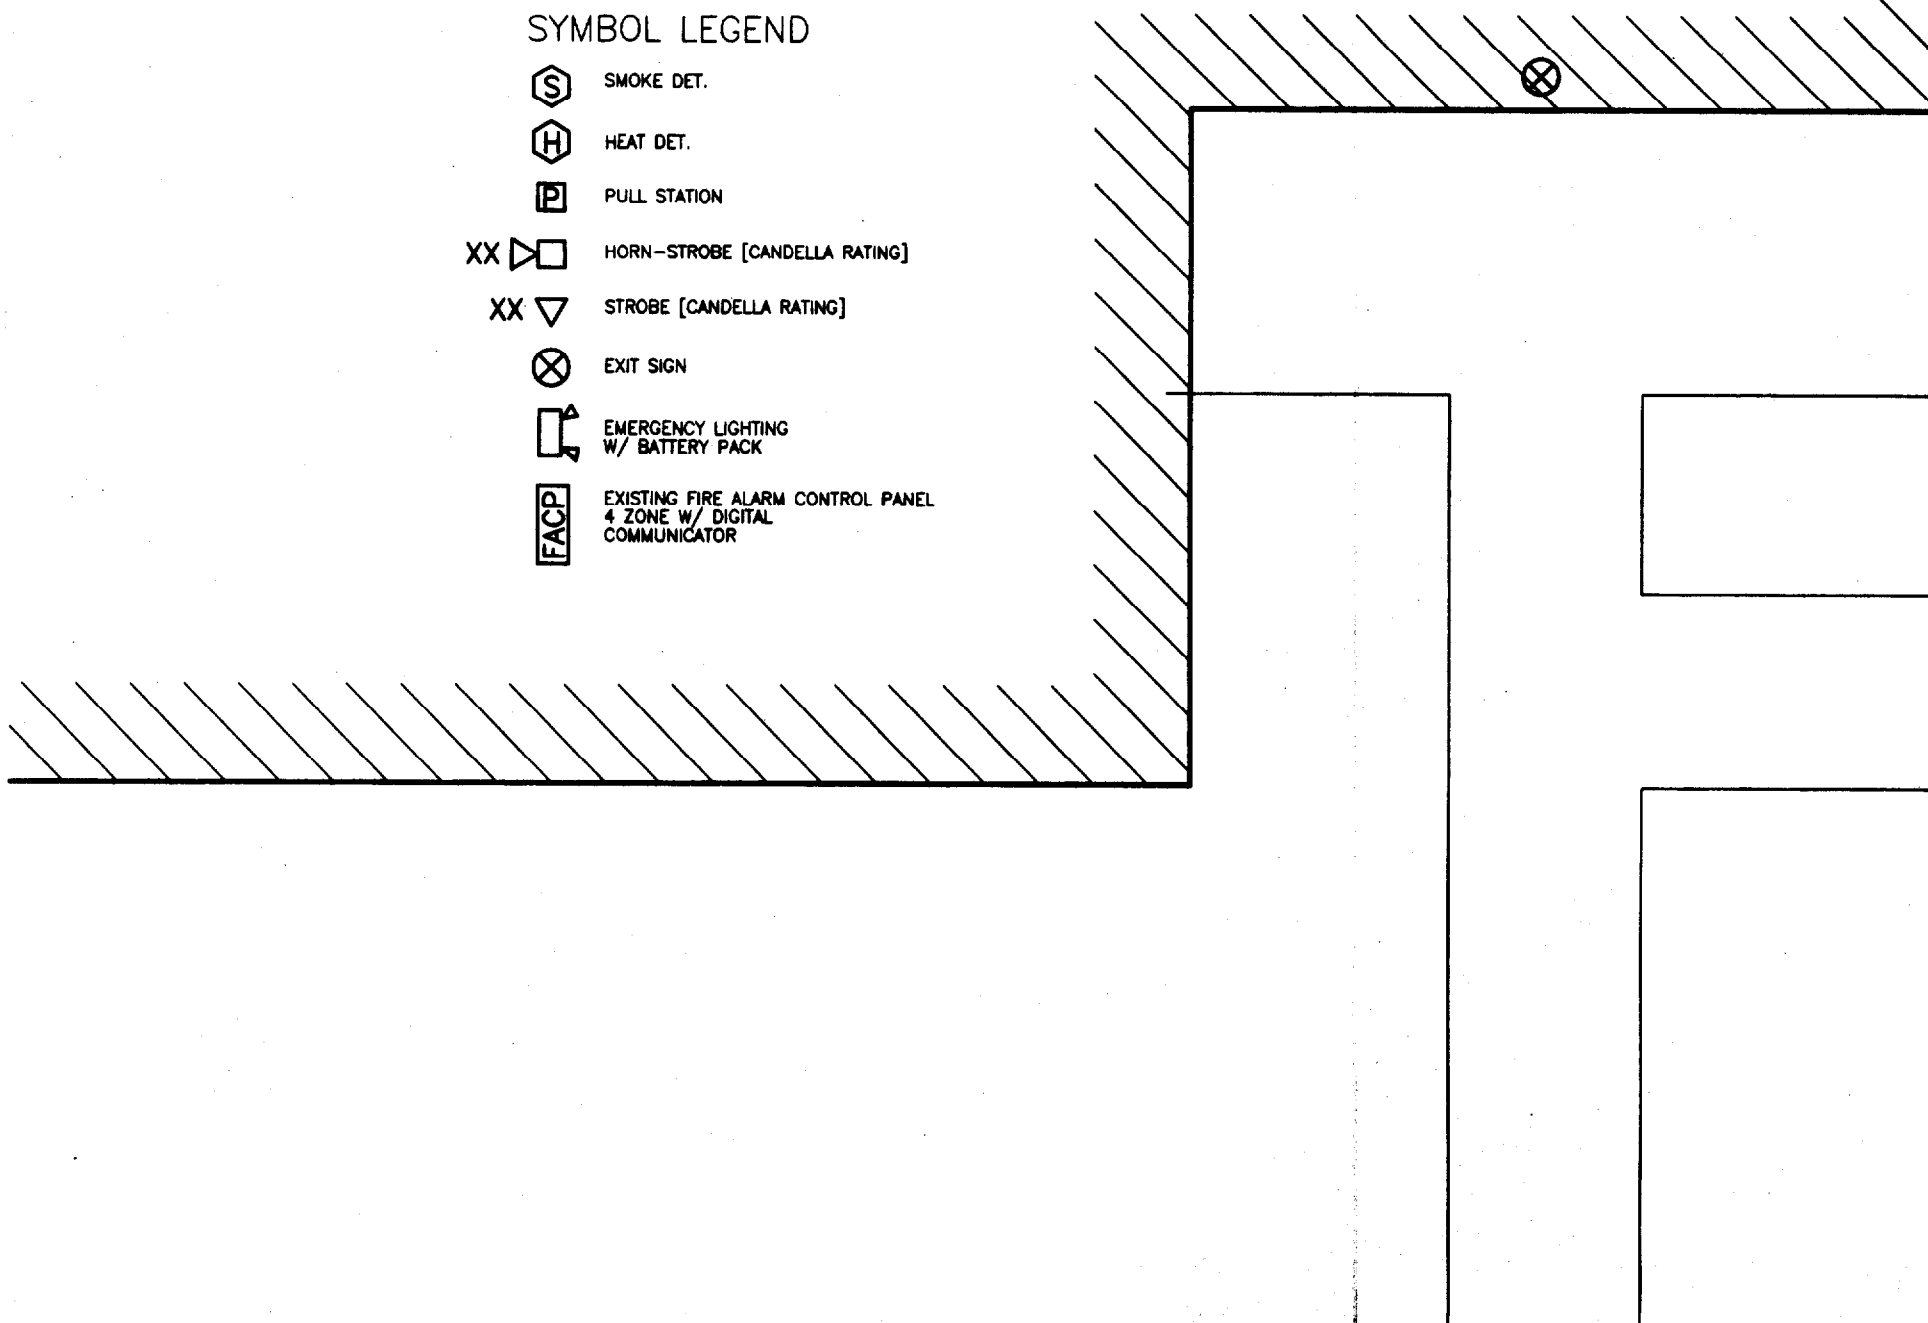 SYMBOL LEGEND
S SMOKE DET.
H HEAT DET.
P PULL STATION
XX HORN-STROBE [CANDELLA RATING]
XX STROBE [CANDELLA RATING]
EXIT SIGN
EMERGENCY LIGHTING
W/ BATTERY PACK
FACP
EXISTING FIRE ALARM CONTROL PANEL
4 ZONE W/ DIGITAL
COMMUNICATOR